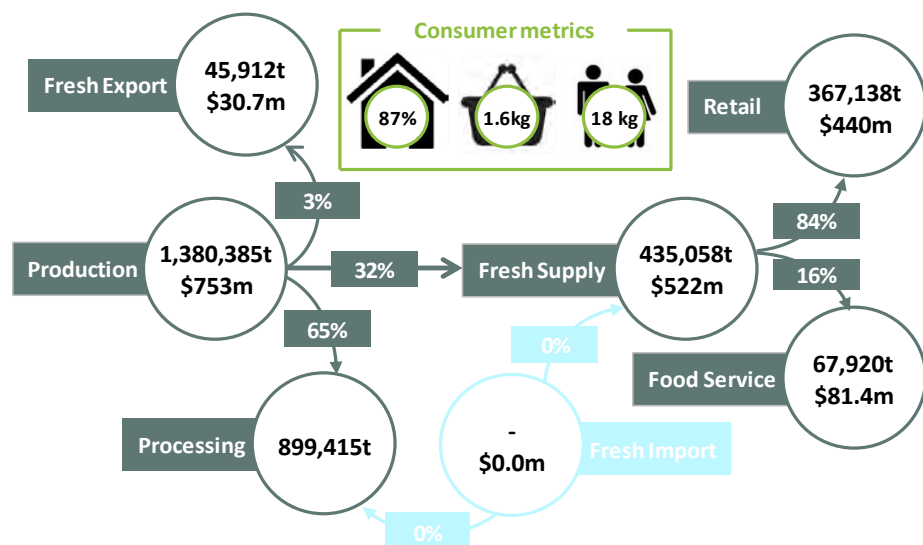 Consumer metrics
87%
1.6kg
18 kg
Fresh Export
45,912t
$30.7m
Retail
367,138t
$440m
3%
84%
Production
1,380,385t
$753m
32%
Fresh Supply
435,058t
$522m
16%
65%
0%
Food Service
67,920t
$81.4m
Processing
899,415t
-
$0.0m
Fresh Import
0%